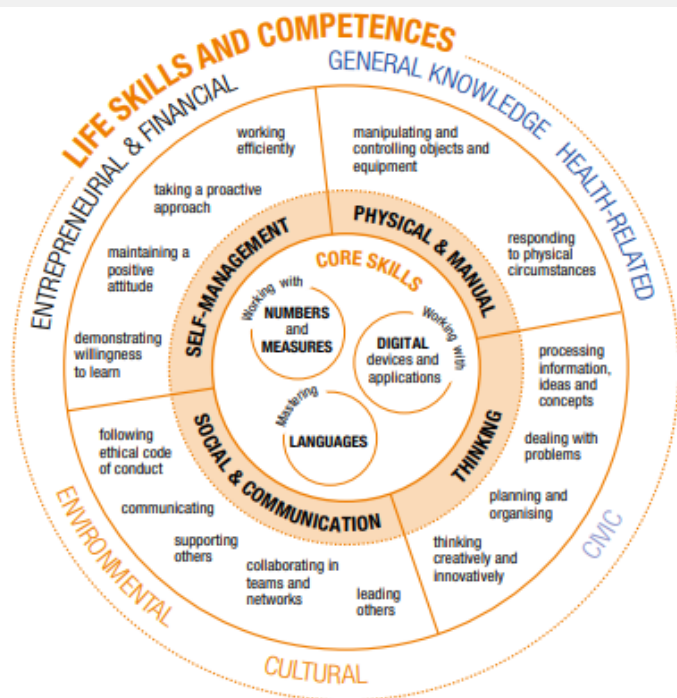 LIFE SKILLS AND COMPETENCES
ENTREPRENEURIAL & FINANCIAL
GENERAL KNOWLEDGE
HEALTH-RELATED
CIVIC
CULTURAL
ENVIRONMENTAL
SELF-MANAGEMENT
working
efficiently
taking a proactive
approach
maintaining a
positive
attitude
demonstrating
willingness
to learn
PHYSICAL & MANUAL
manipulating and
controlling objects and
equipment
responding
to physical
circumstances
THINKING
processing
information,
ideas and
concepts
dealing with
problems
planning and
organising
thinking
creatively and
innovatively
SOCIAL & COMMUNICATION
following
ethical code
of conduct
communicating
supporting
others
collaborating in
teams and
networks
leading
others
CORE SKILLS
Working with
NUMBERS
and
MEASURES
Working with
DIGITAL
devices and
applications
Mastering
LANGUAGES